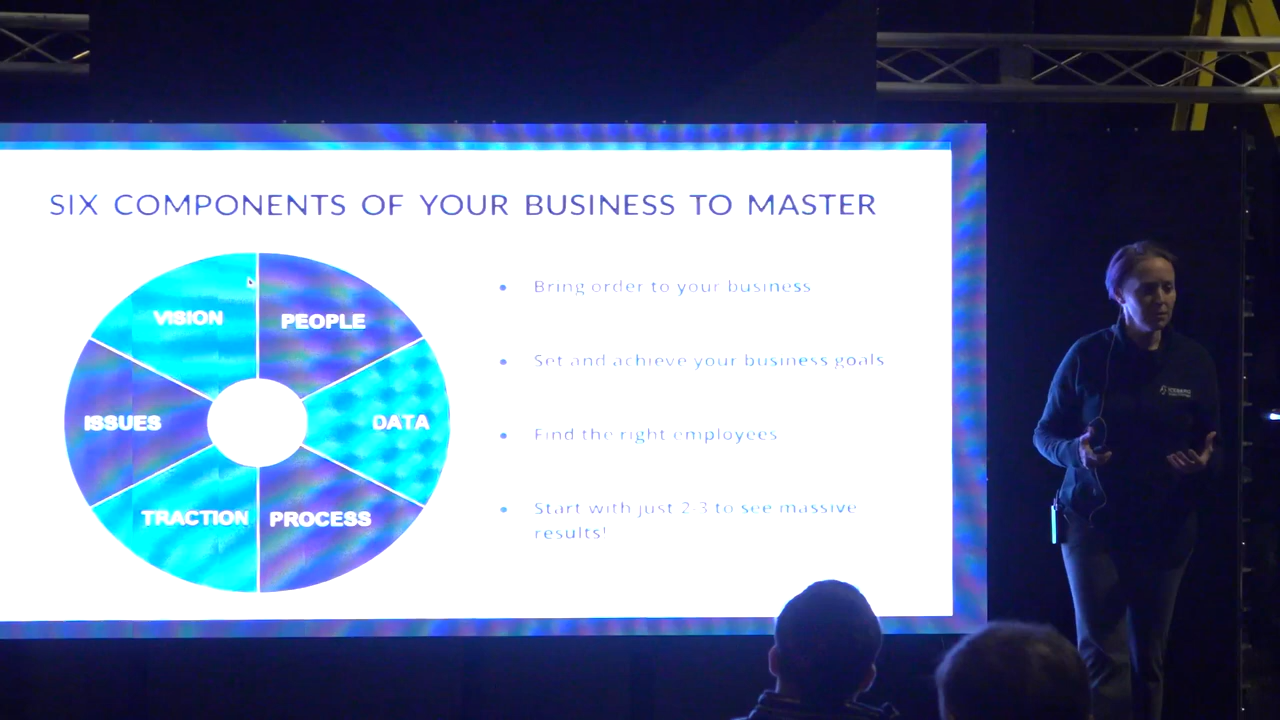 SIX COMPONENTS OF YOUR BUSINESS TO MASTER
VISION
PEOPLE
ISSUES
DATA
TRACTION
PROCESS
Bring order to your business
Set and achieve your business goals
Find the right employees
Start with just 2-3 to see massive
results!